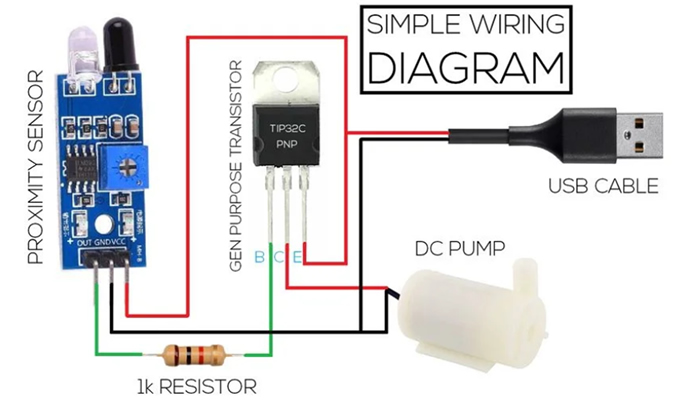 SIMPLE WIRING
DIAGRAM
PROXIMITY SENSOR
OUT GND VCC
+
+
GEN PURPOSE TRANSISTOR
TIP32C
PNP
B C E
USB CABLE
DC PUMP
1k RESISTOR